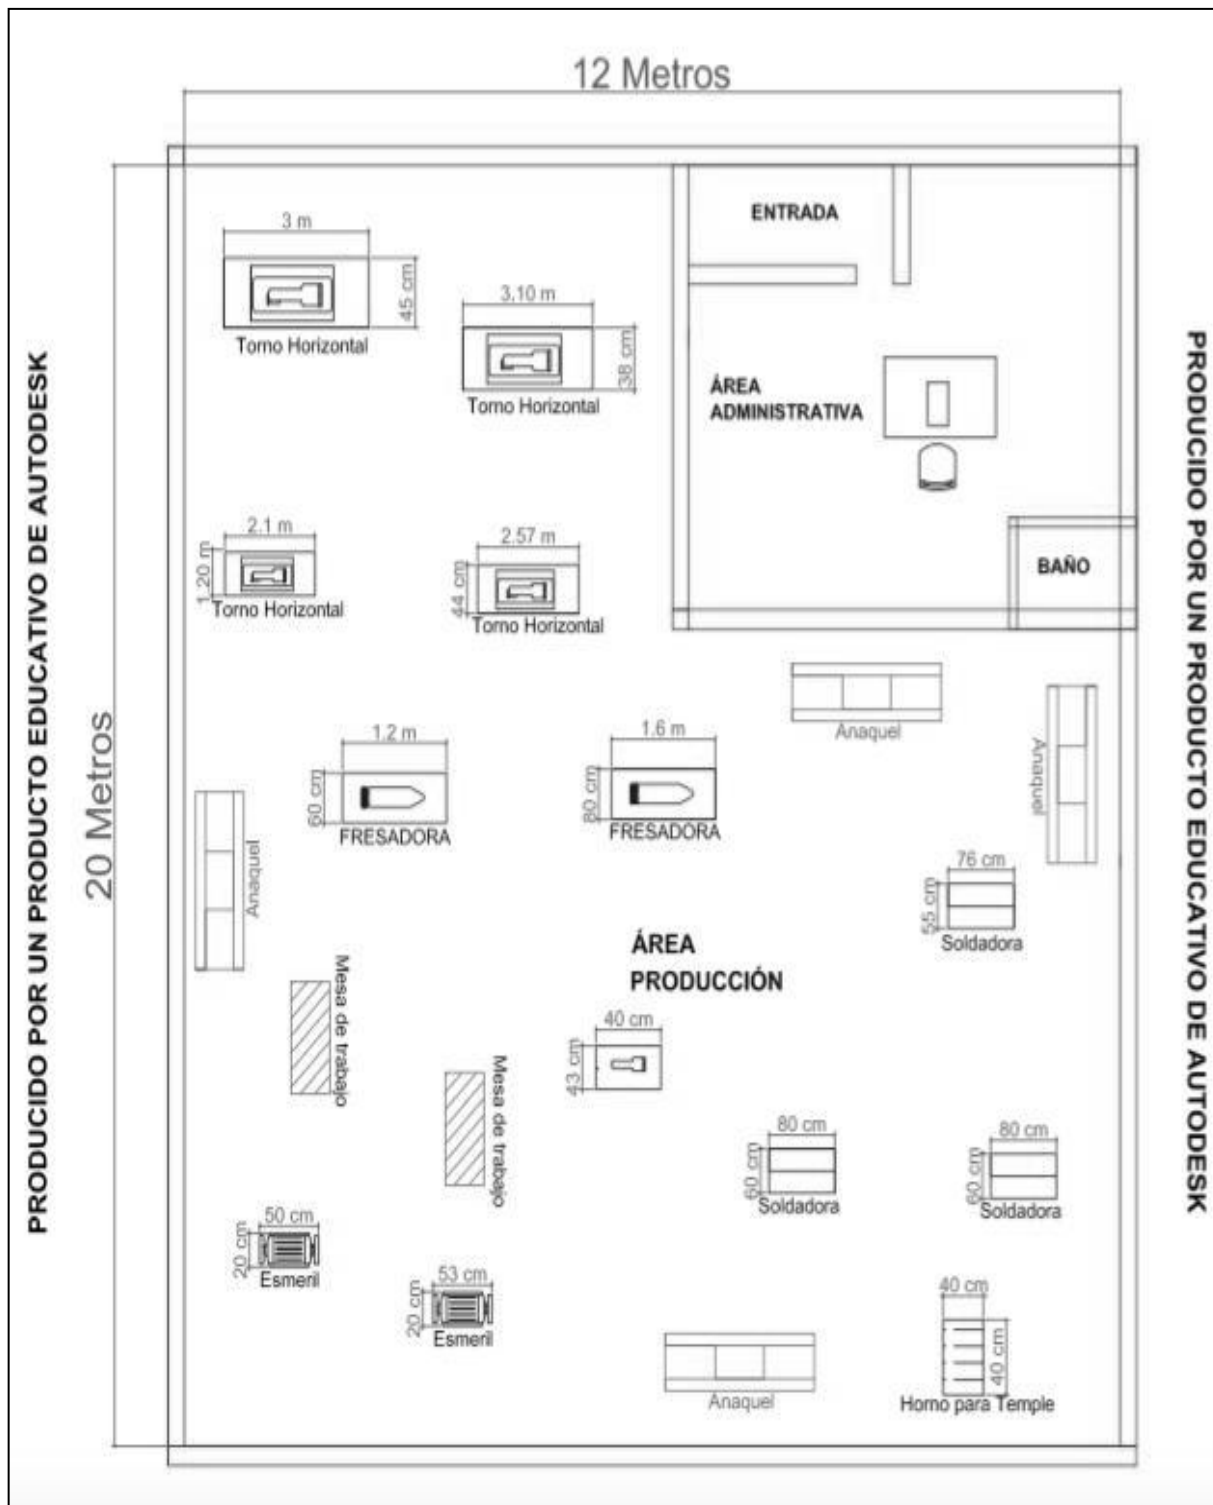 12 Metros
ENTRADA
3 m
45 cm
Torno Horizontal
3,10 m
38 cm
Torno Horizontal
ÁREA
ADMINISTRATIVA
2.1 m
1,20 m
Torno Horizontal
2.57 m
44 cm
Torno Horizontal
BAÑO
Anaquel
Anaquel
1.2 m
60 cm
FRESADORA
1.6 m
80 cm
FRESADORA
20 Metros
Anaquel
76 cm
55 cm
Soldadora
ÁREA
PRODUCCIÓN
Mesa de trabajo
Mesa de trabajo
40 cm
43 cm
80 cm
60 cm
Soldadora
80 cm
60 cm
Soldadora
50 cm
20 cm
Esmeril
53 cm
20 cm
Esmeril
Anaquel
40 cm
40 cm
Horno para Temple
PRODUCIDO POR UN PRODUCTO EDUCATIVO DE AUTODESK
PRODUCIDO POR UN PRODUCTO EDUCATIVO DE AUTODESK